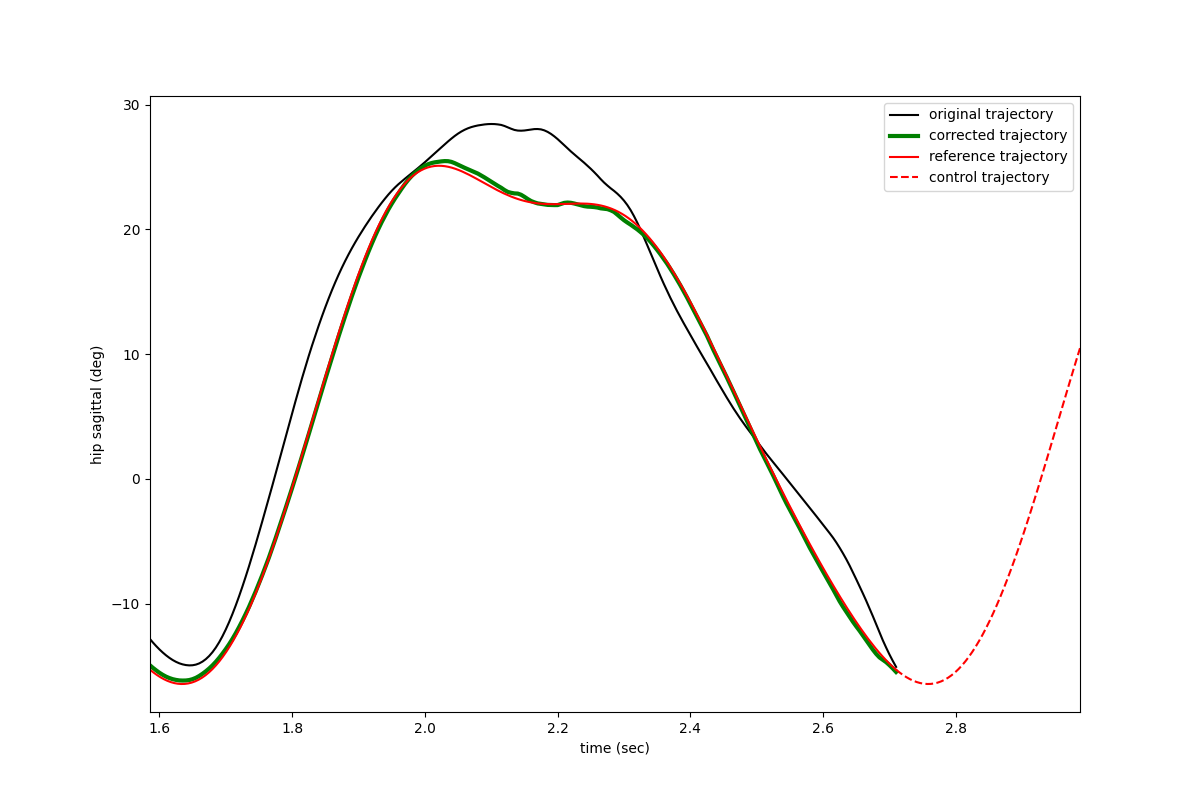 original trajectory
corrected trajectory
reference trajectory
control trajectory
30
20
10
0
−10
hip sagittal (deg)
1.6 1.8 2.0 2.2 2.4 2.6 2.8
time (sec)